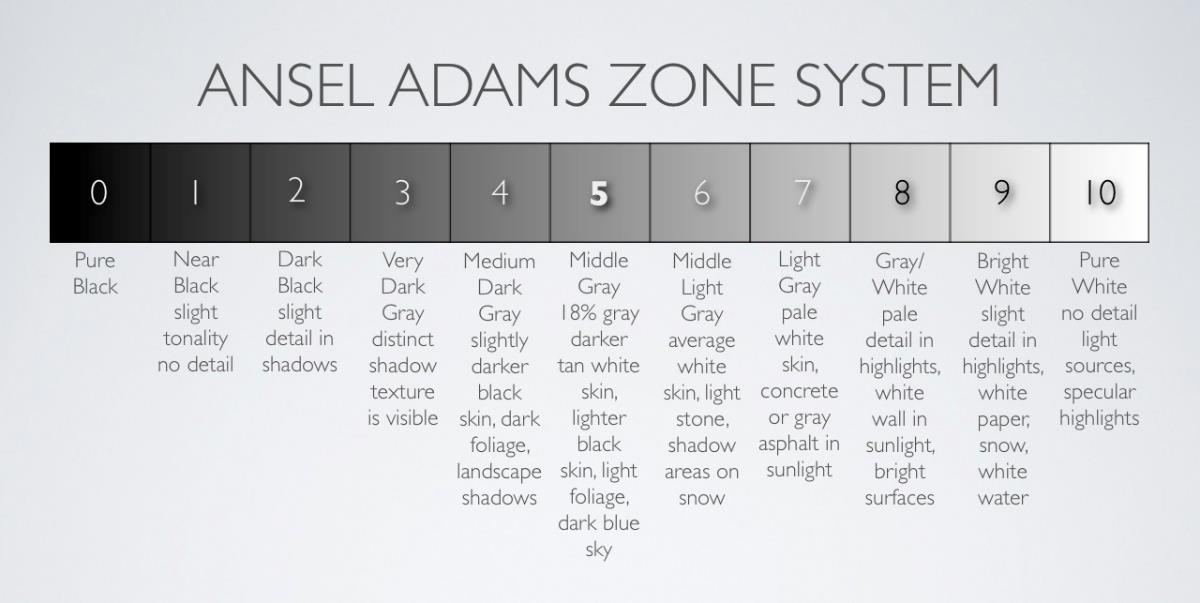 ANSEL ADAMS ZONE SYSTEM
0
1
2
3
4
5
6
7
8
9
10
Pure
Black
Near
Black
slight
tonality
no detail
Dark
Black
slight
detail in
shadows
Very
Dark
Gray
distinct
shadow
texture
is visible
Medium
Dark
Gray
slightly
darker
black
skin, dark
foliage,
landscape
shadows
Middle
Gray
18% gray
darker
tan white
skin,
lighter
black
skin, light
foliage,
dark blue
sky
Middle
Light
Gray
average
white
skin, light
stone,
shadow
areas on
snow
Light
Gray
pale
white
skin,
concrete
or gray
asphalt in
sunlight
Gray/
White
pale
detail in
highlights,
white
wall in
sunlight,
bright
surfaces
Bright
White
slight
detail in
highlights,
white
paper,
snow,
white
water
Pure
White
no detail
light
sources,
specular
highlights